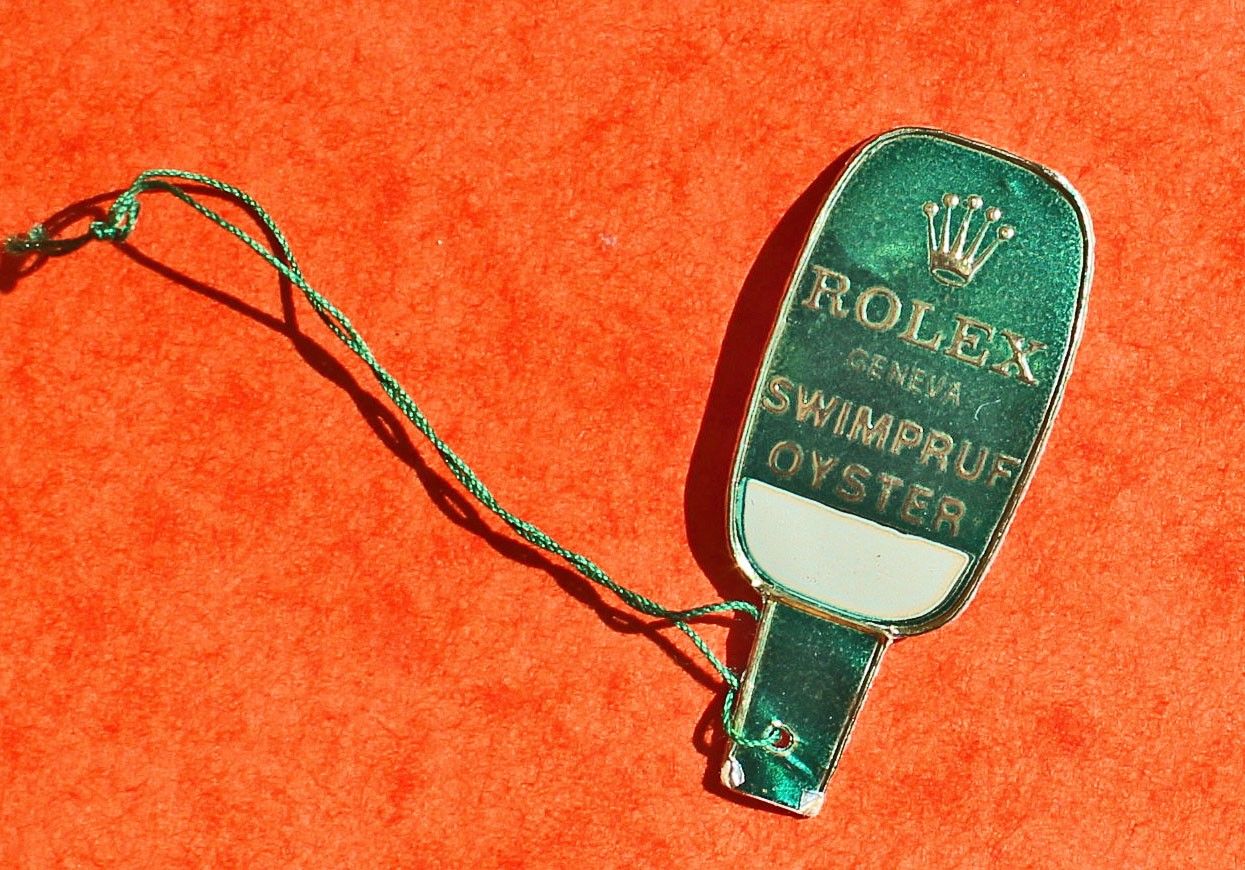 ROLEX
GENEVA
SWIMPRUF
OYSTER